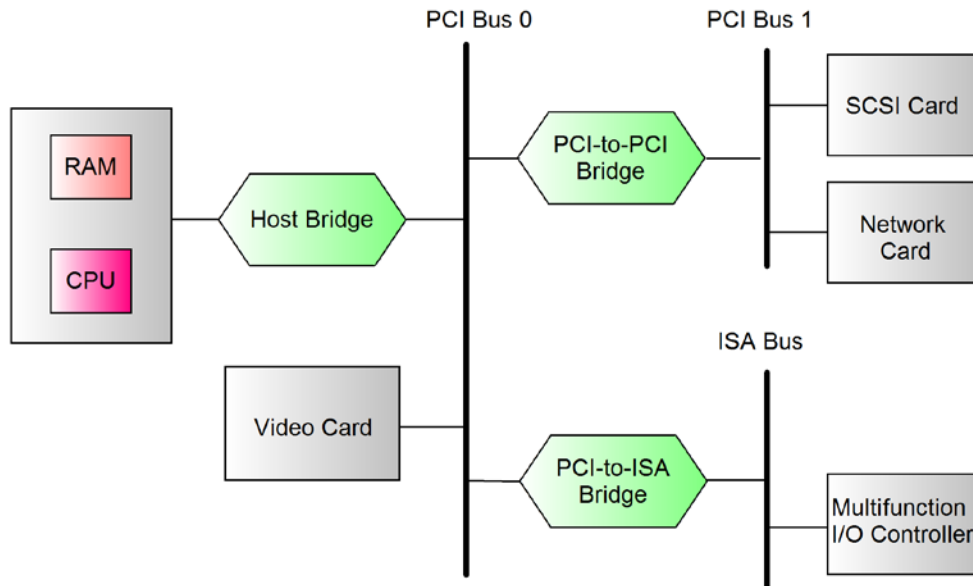 PCI Bus 0
PCI Bus 1
SCSI Card
PCI-to-PCI
Bridge
RAM
Host Bridge
Network
Card
CPU
ISA Bus
Video Card
PCI-to-ISA
Bridge
Multifunction
I/O Controller